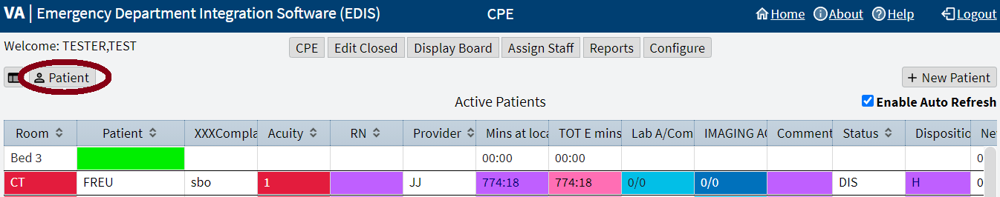 VA | Emergency Department Integration Software (EDIS) CPE Home About Help Logout
Welcome: TESTER,TEST CPE Edit Closed Display Board Assign Staff Reports Configure
Patient + New Patient
Active Patients Enable Auto Refresh
Room Patient XXXCompla Acuity RN Provider Mins at loca TOT E mins Lab A/Com IMAGING AC Comment Status Dispositio Ne
Bed 3 00:00 00:00 0
CT FREU sbo 1 JJ 774:18 774:18 0/0 0/0 DIS H 0